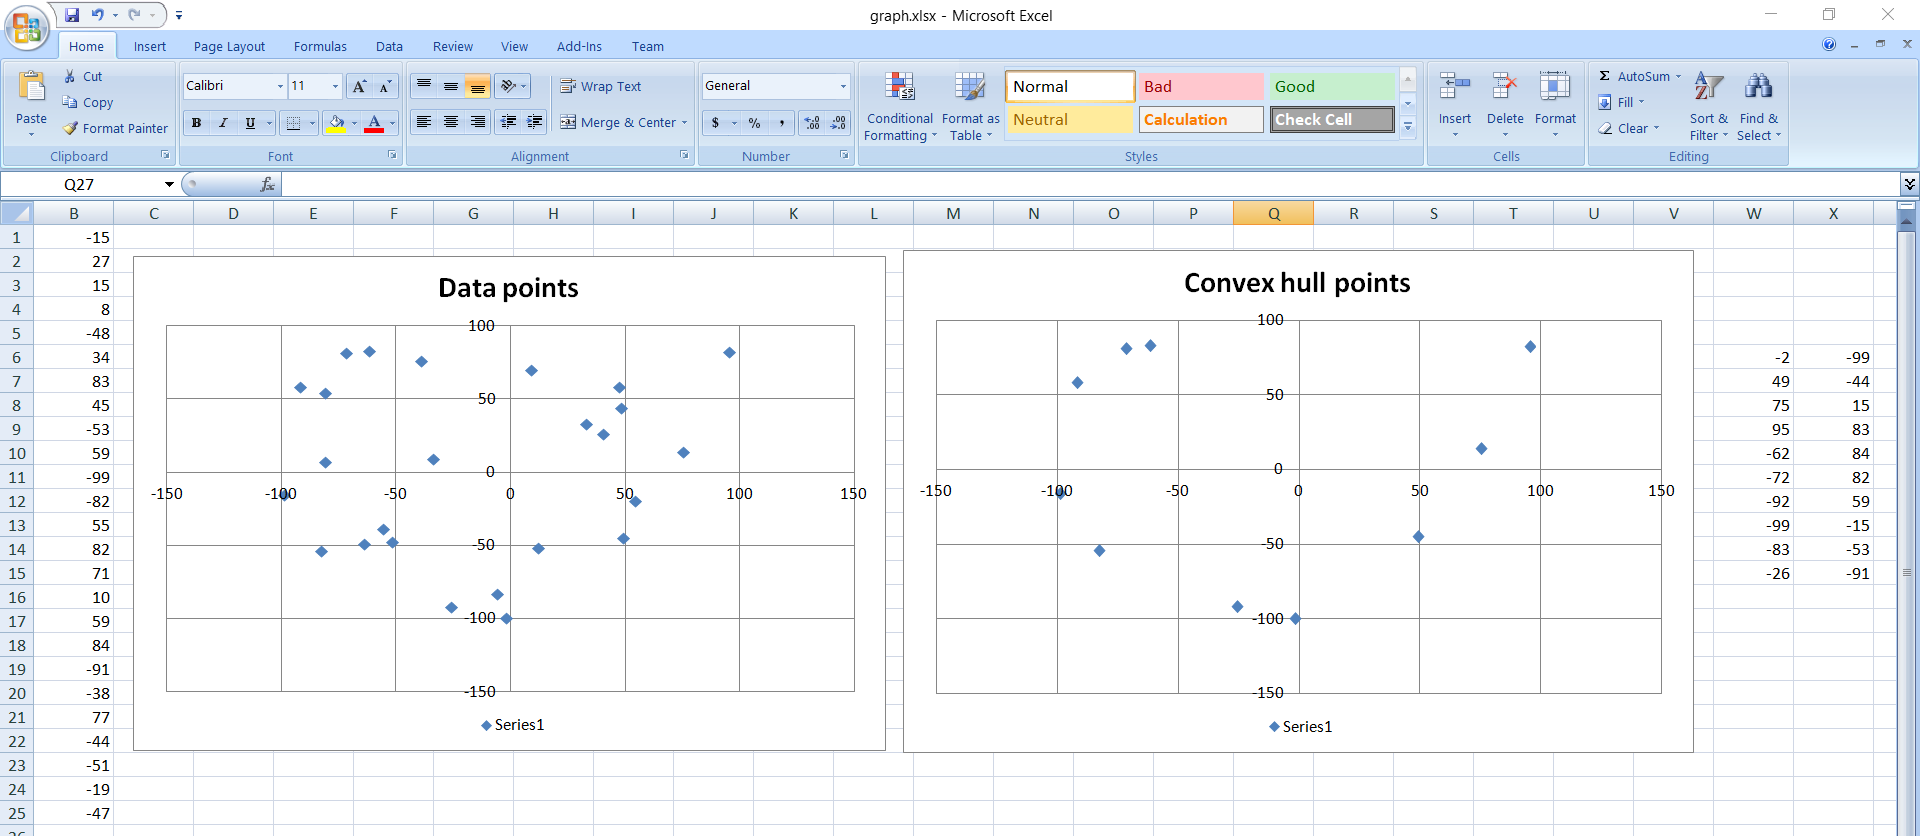 graph.xlsx - Microsoft Excel
Home Insert Page Layout Formulas Data Review View Add-Ins Team
Cut
Copy
Format Painter
Paste
Clipboard
Calibri 11
B I U
A
Font
Wrap Text
Merge & Center
Alignment
General
$ % ,
Number
Conditional Formatting
Format as Table
Normal Bad Good
Neutral Calculation Check Cell
Styles
Insert Delete Format
Cells
Σ AutoSum
Fill
Clear
Sort & Filter
Find & Select
Editing
Q27 fx
B C D E F G H I J K L M N O P Q R S T U V W X
1 -15
2 27
3 15
4 8
5 -48
6 34 -2 -99
7 83 49 -44
8 45 75 15
9 -53 95 83
10 59 -62 84
11 -99 -72 82
12 -82 -92 59
13 55 -99 -15
14 82 -83 -53
15 71 -26 -91
16 10
17 59
18 84
19 -91
20 -38
21 77
22 -44
23 -51
24 -19
25 -47
Data points
100
50
0
-150 -100 -50 0 50 100 150
-50
-100
-150
Series1
Convex hull points
100
50
0
-150 -100 -50 0 50 100 150
-50
-100
-150
Series1